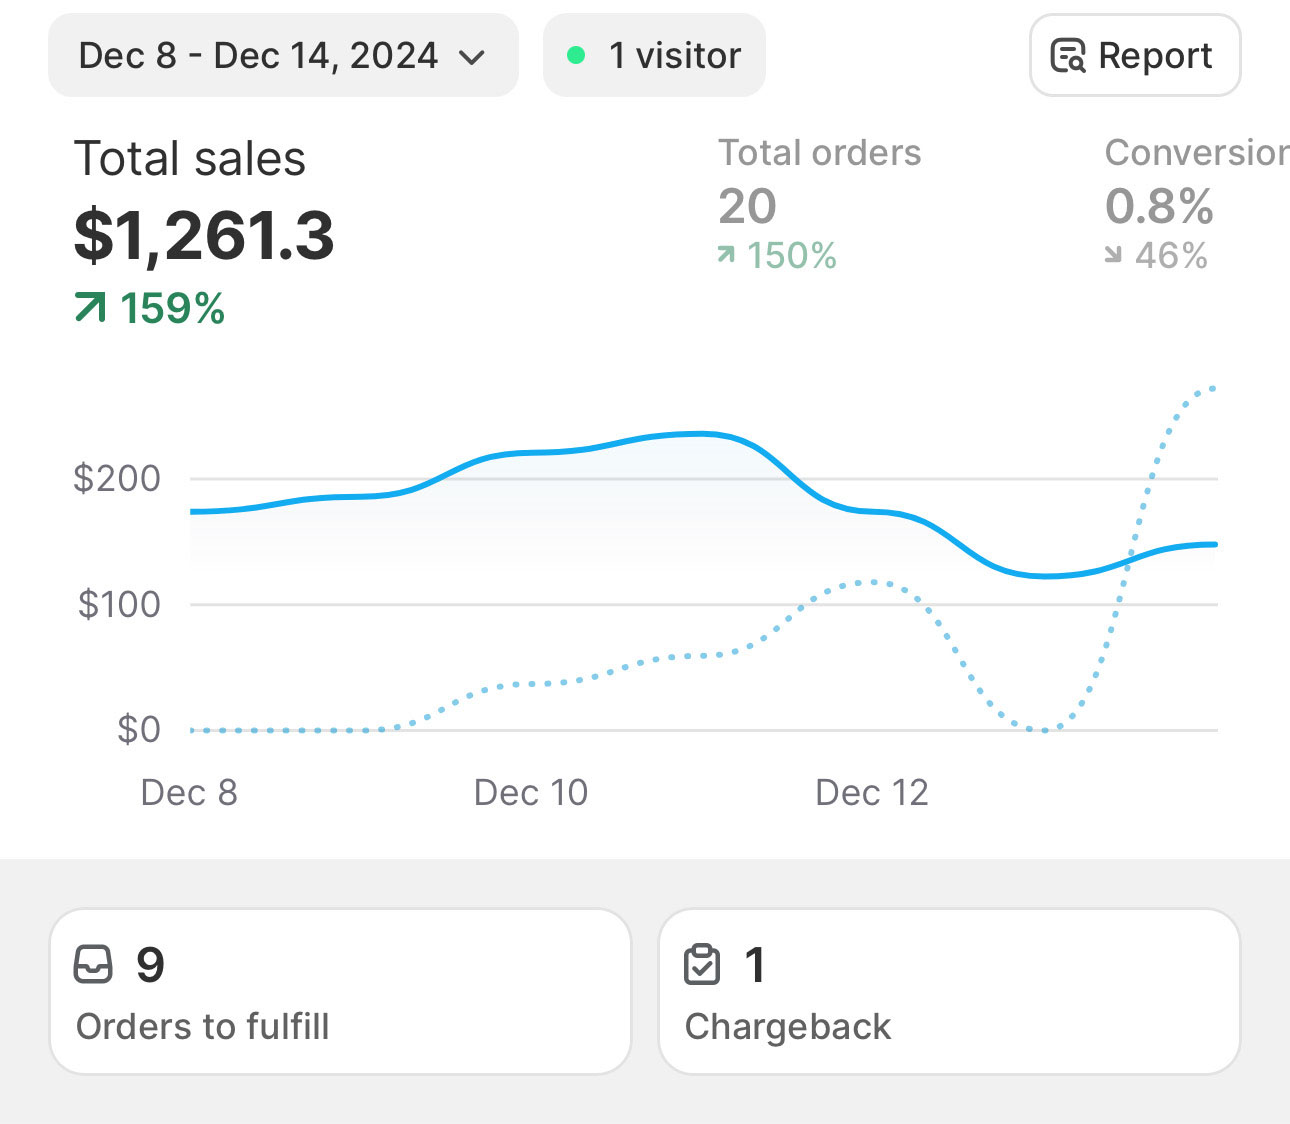 Dec 8 - Dec 14, 2024
1 visitor
Report
Total sales
$1,261.3
159%
Total orders
20
150%
Conversion
0.8%
46%
$200
$100
$0
Dec 8
Dec 10
Dec 12
9
Orders to fulfill
1
Chargeback